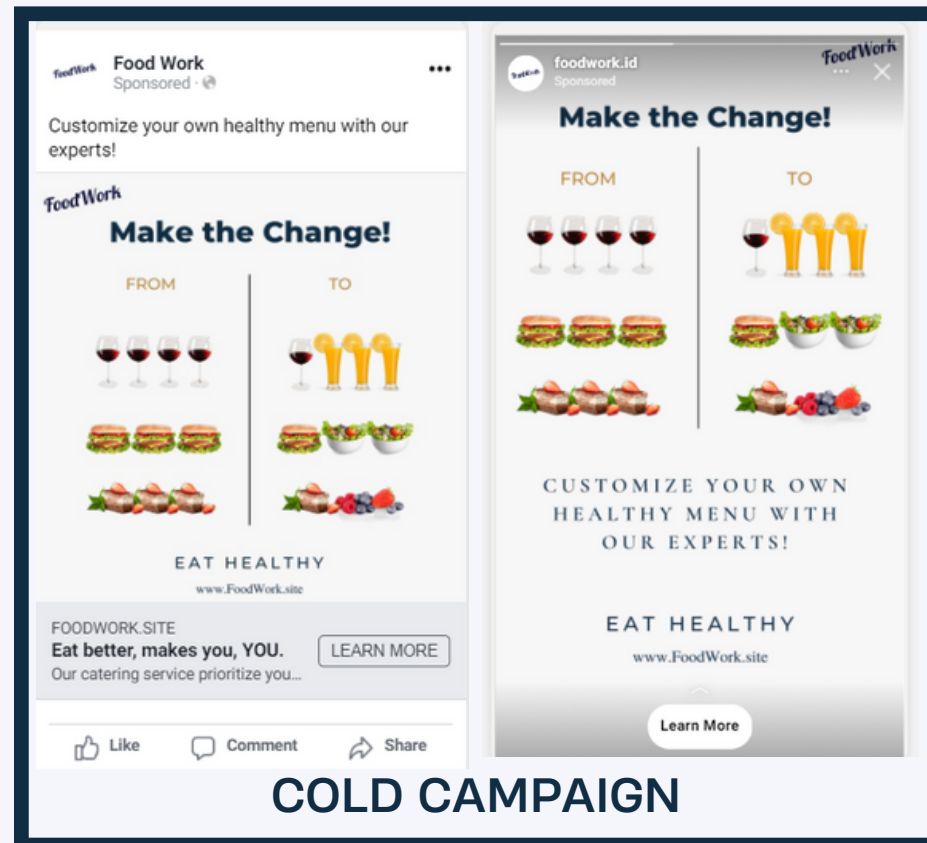 Food Work
Sponsored ·
Customize your own healthy menu with our
experts!
Food Work
Make the Change!
FROM
TO
EAT HEALTHY
www.FoodWork.site
FOODWORK.SITE
Eat better, makes you, YOU.
Our catering service prioritize you...
LEARN MORE
Like
Comment
Share
foodwork.id
Sponsored
Food Work
Make the Change!
FROM
TO
CUSTOMIZE YOUR OWN
HEALTHY MENU WITH
OUR EXPERTS!
EAT HEALTHY
www.FoodWork.site
Learn More
COLD CAMPAIGN